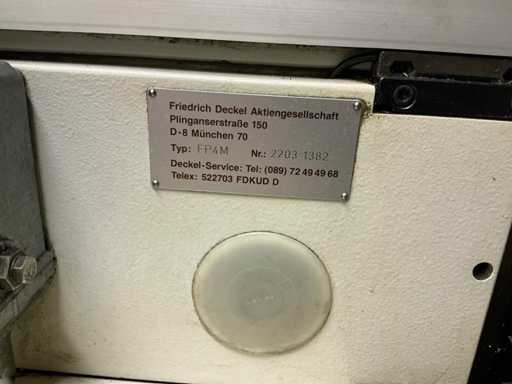 Friedrich Deckel Aktiengesellschaft
Plinganserstraße 150
D-8 München 70
Typ: FP4M Nr.: 2203 1382
Deckel-Service: Tel: (089) 72 49 49 68
Telex: 522703 FDKUD D